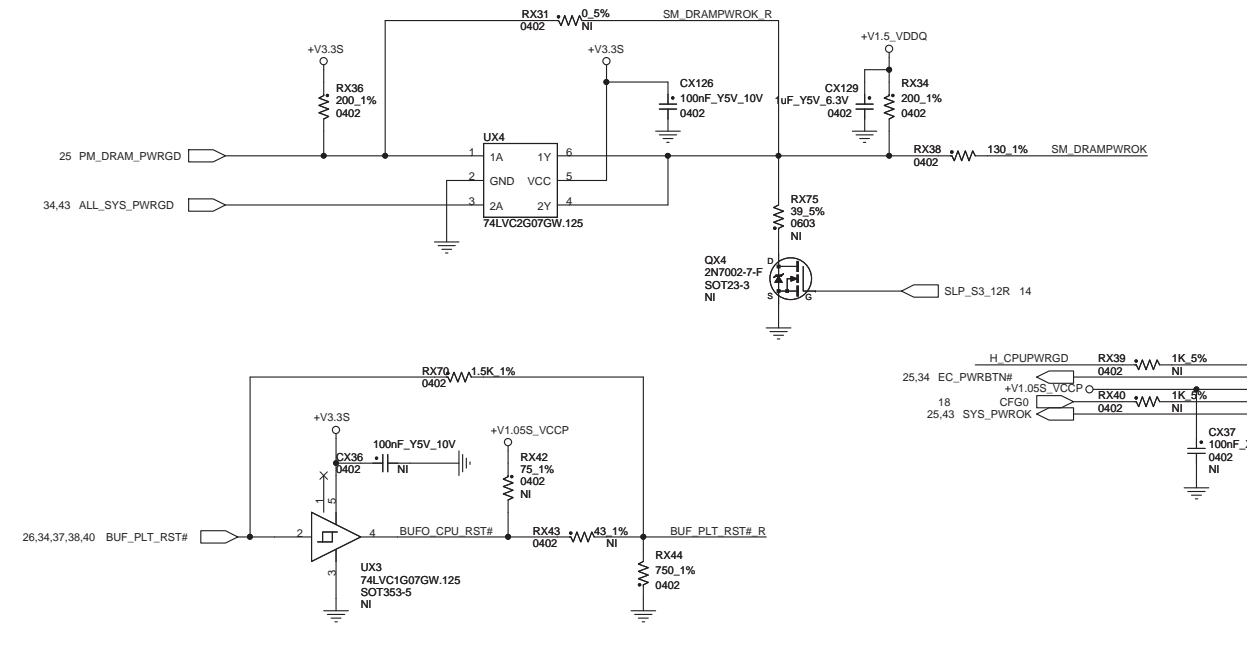 RX31 0_5% SM_DRAMPWROK_R
0402 NI
+V3.3S +V3.3S +V1.5_VDDQ
RX36
200_1%
0402
CX126
100nF_Y5V_10V
0402
CX129
1uF_Y5V_6.3V
0402
RX34
200_1%
0402
UX4
25 PM_DRAM_PWRGD 1 1A 1Y 6
2 GND VCC 5
34,43 ALL_SYS_PWRGD 3 2A 2Y 4
74LVC2G07GW.125
RX38 130_1% SM_DRAMPWROK
0402
RX75
39_5%
0603
NI
QX4
2N7002-7-F
SOT23-3
NI
D
S G
SLP_S3_12R 14
H_CPUPWRGD RX39 1K_5%
0402 NI
25,34 EC_PWRBTN#
+V1.05S_VCCP
18 CFG0 RX40 1K_5%
25,43 SYS_PWROK 0402 NI
CX37
100nF_
0402
NI
RX70 1.5K_1%
0402
+V3.3S
100nF_Y5V_10V
CX36
0402 NI
+V1.05S_VCCP
RX42
75_1%
0402
NI
1 5
26,34,37,38,40 BUF_PLT_RST# 2 4 BUFO_CPU_RST# RX43 43_1% BUF_PLT_RST#_R
0402 NI
3
UX3
74LVC1G07GW.125
SOT353-5
NI
RX44
750_1%
0402